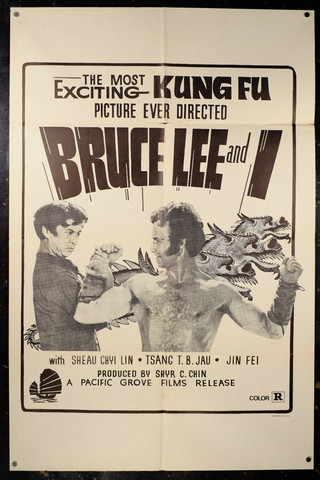 THE MOST
EXCITING KUNG FU
PICTURE EVER DIRECTED
BRUCE LEE and I
with SHEAU CHYI LIN • TSANG T.B. JAU • JIN FEI
PRODUCED BY SHYR C. CHIN
A PACIFIC GROVE FILMS RELEASE
COLOR R